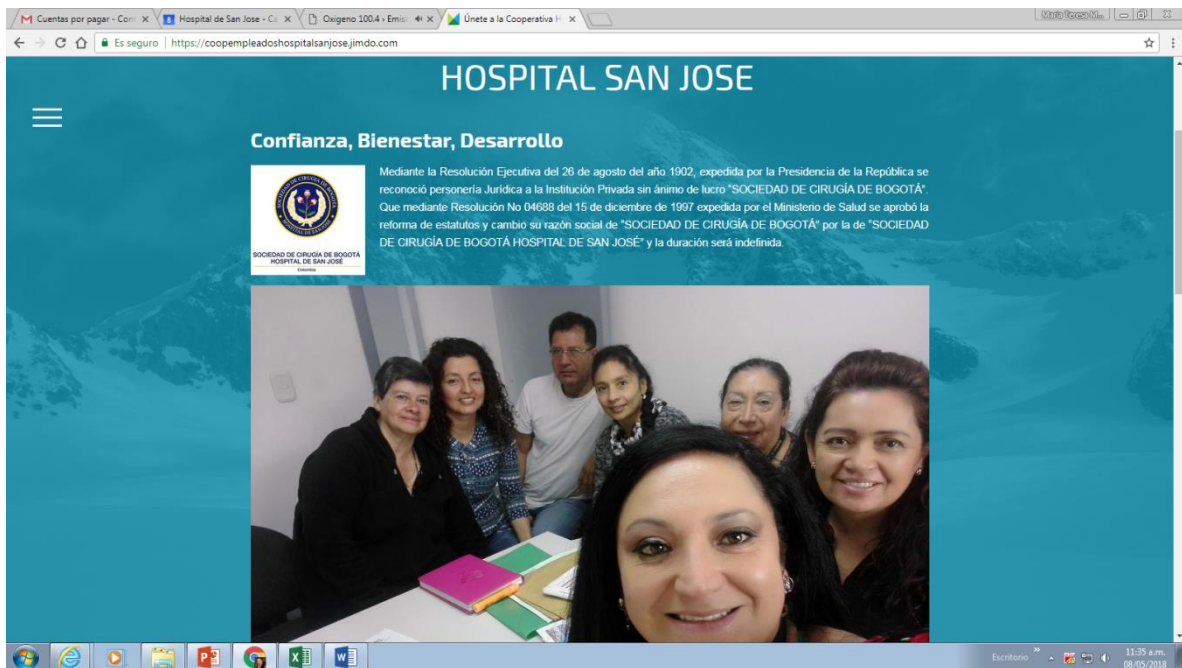 Cuentas por pagar - Con
Hospital de San Jose - Ca
Oxigeno 100.4 › Emis
Únete a la Cooperativa H
Es seguro | https://coopempleadoshospitalsanjose.jimdo.com
HOSPITAL SAN JOSE
Confianza, Bienestar, Desarrollo
Mediante la Resolución Ejecutiva del 26 de agosto del año 1902, expedida por la Presidencia de la República se
reconoció personería Jurídica a la Institución Privada sin ánimo de lucro "SOCIEDAD DE CIRUGÍA DE BOGOTÁ".
Que mediante Resolución No 04688 del 15 de diciembre de 1997 expedida por el Ministerio de Salud se aprobó la
reforma de estatutos y cambio su razón social de "SOCIEDAD DE CIRUGÍA DE BOGOTÁ" por la de "SOCIEDAD
DE CIRUGÍA DE BOGOTÁ HOSPITAL DE SAN JOSÉ" y la duración será indefinida.
SOCIEDAD DE CIRUGÍA DE BOGOTÁ
HOSPITAL DE SAN JOSÉ
Colombia
Escritorio
11:35 a.m.
08/05/2018